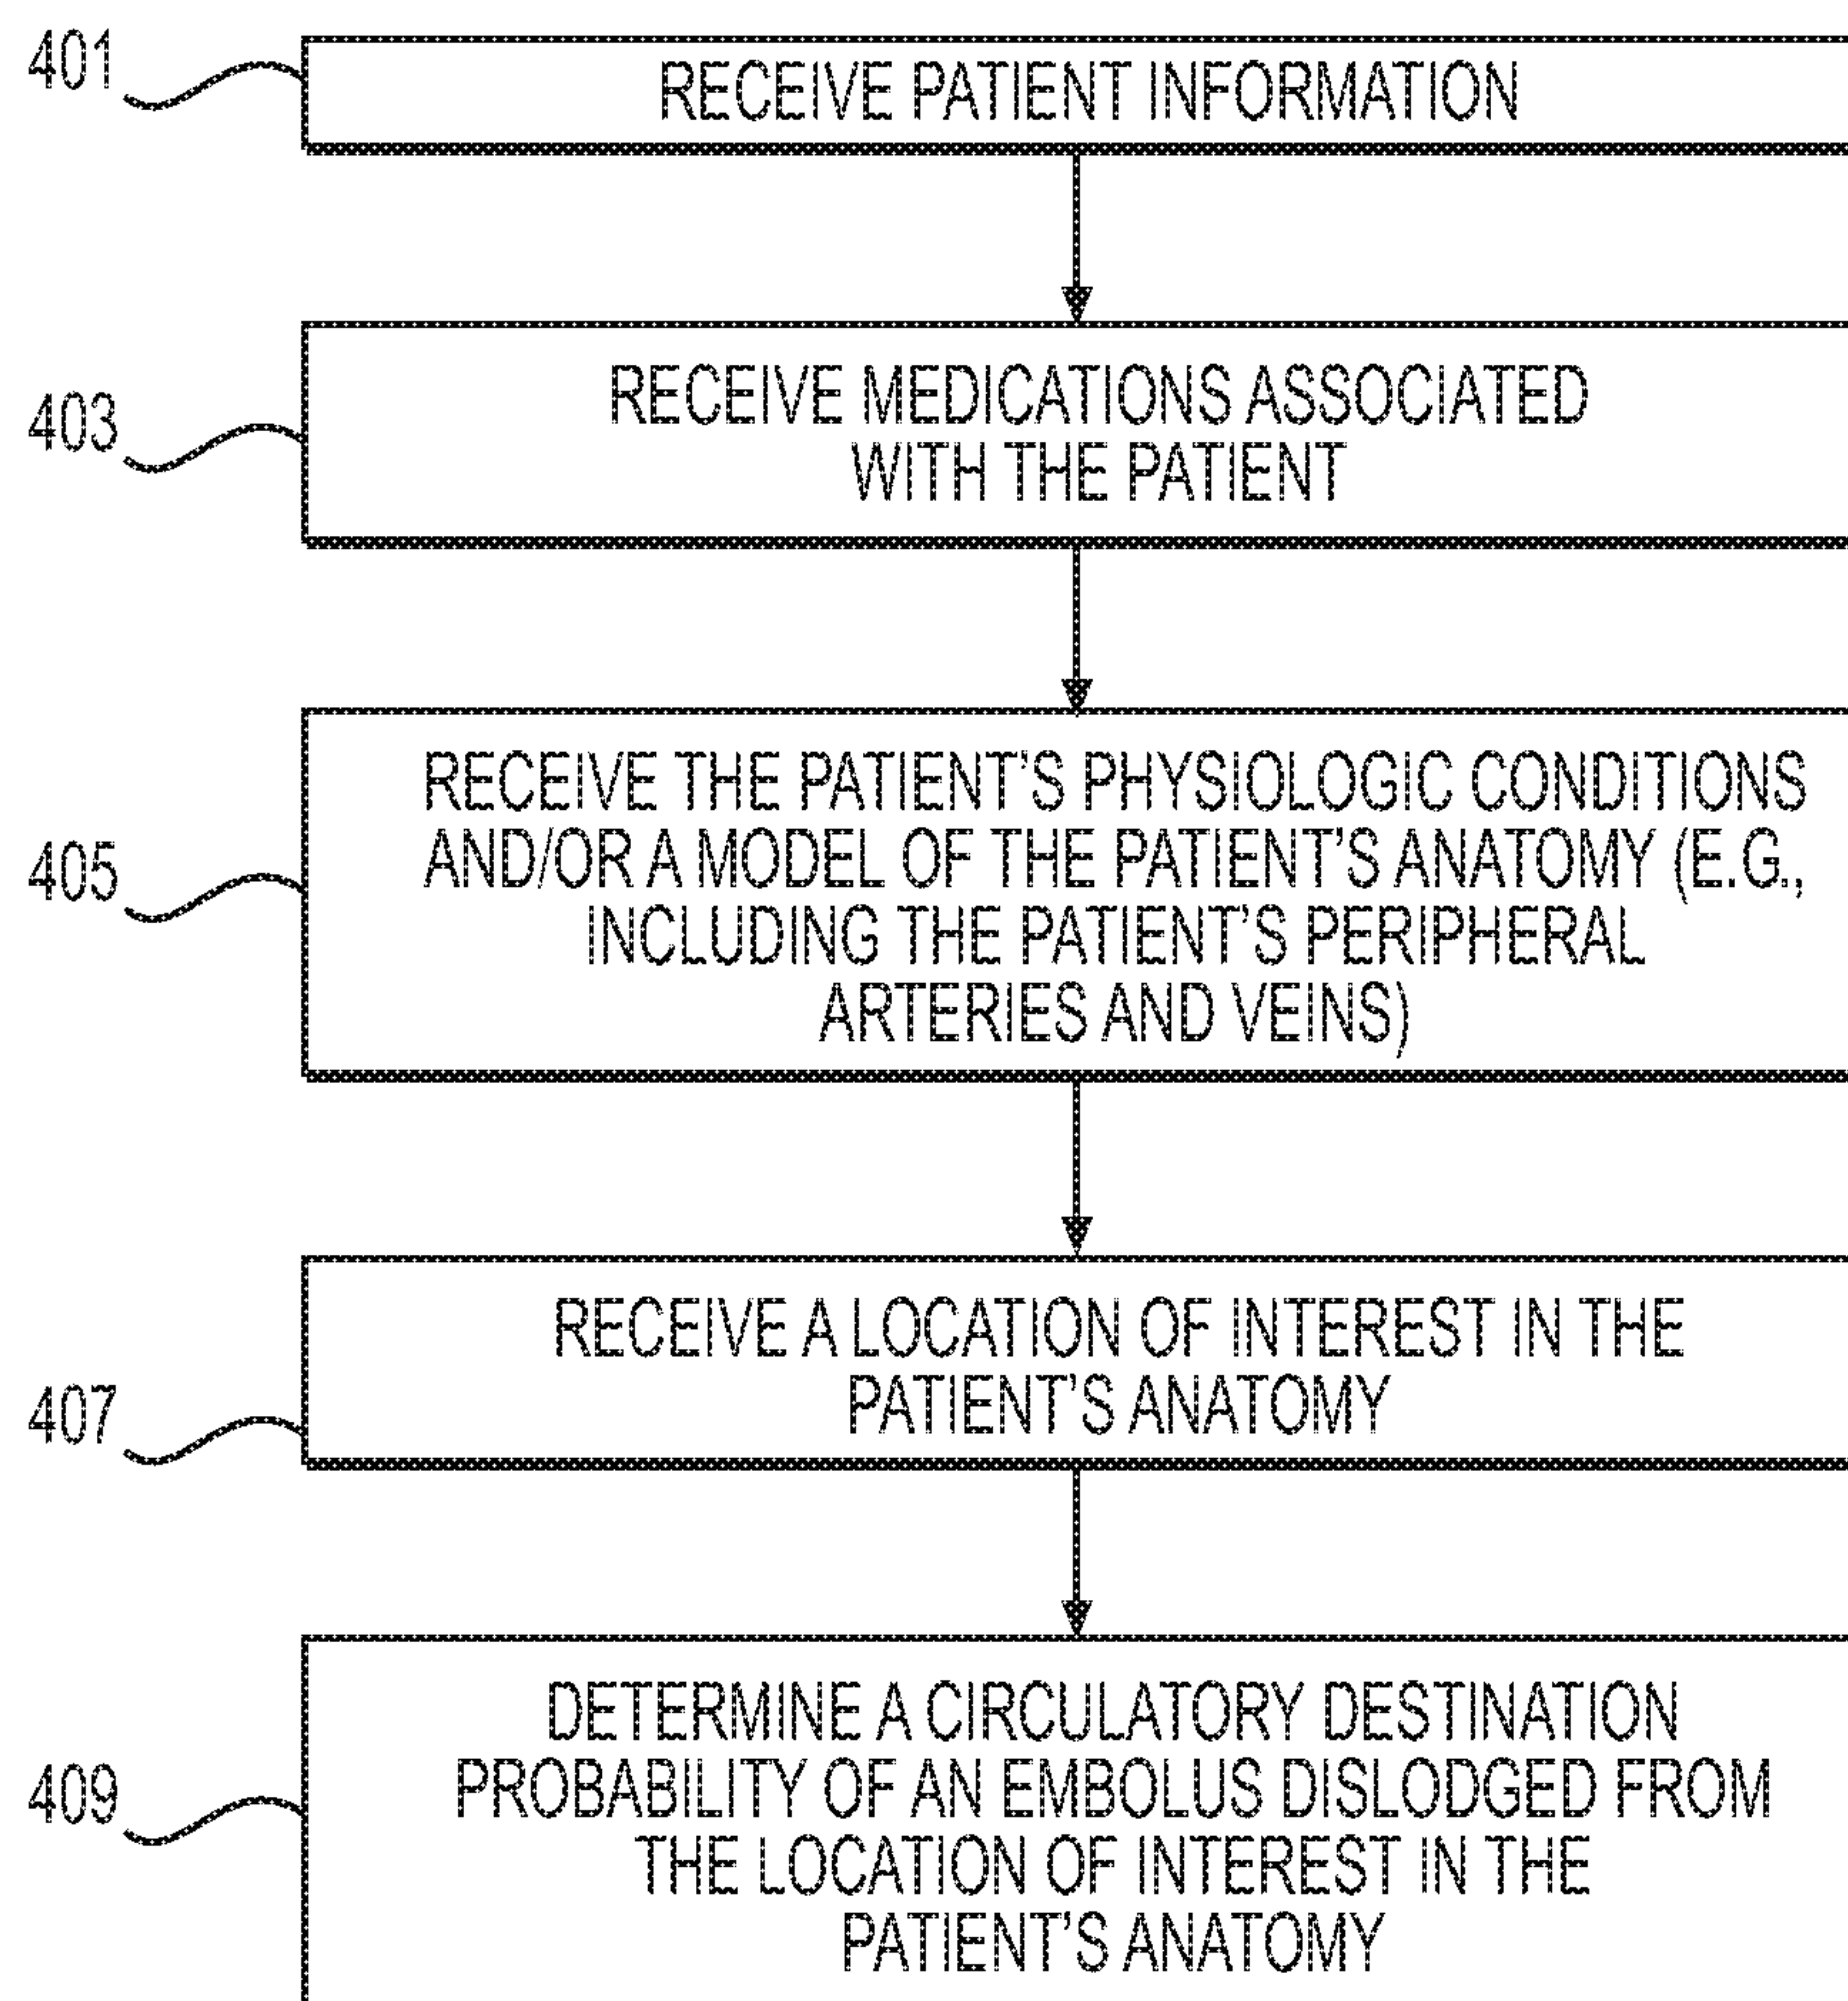 401
RECEIVE PATIENT INFORMATION
403
RECEIVE MEDICATIONS ASSOCIATED
WITH THE PATIENT
405
RECEIVE THE PATIENT'S PHYSIOLOGIC CONDITIONS
AND/OR A MODEL OF THE PATIENT'S ANATOMY (E.G.,
INCLUDING THE PATIENT'S PERIPHERAL
ARTERIES AND VEINS)
407
RECEIVE A LOCATION OF INTEREST IN THE
PATIENT'S ANATOMY
409
DETERMINE A CIRCULATORY DESTINATION
PROBABILITY OF AN EMBOLUS DISLODGED FROM
THE LOCATION OF INTEREST IN THE
PATIENT'S ANATOMY